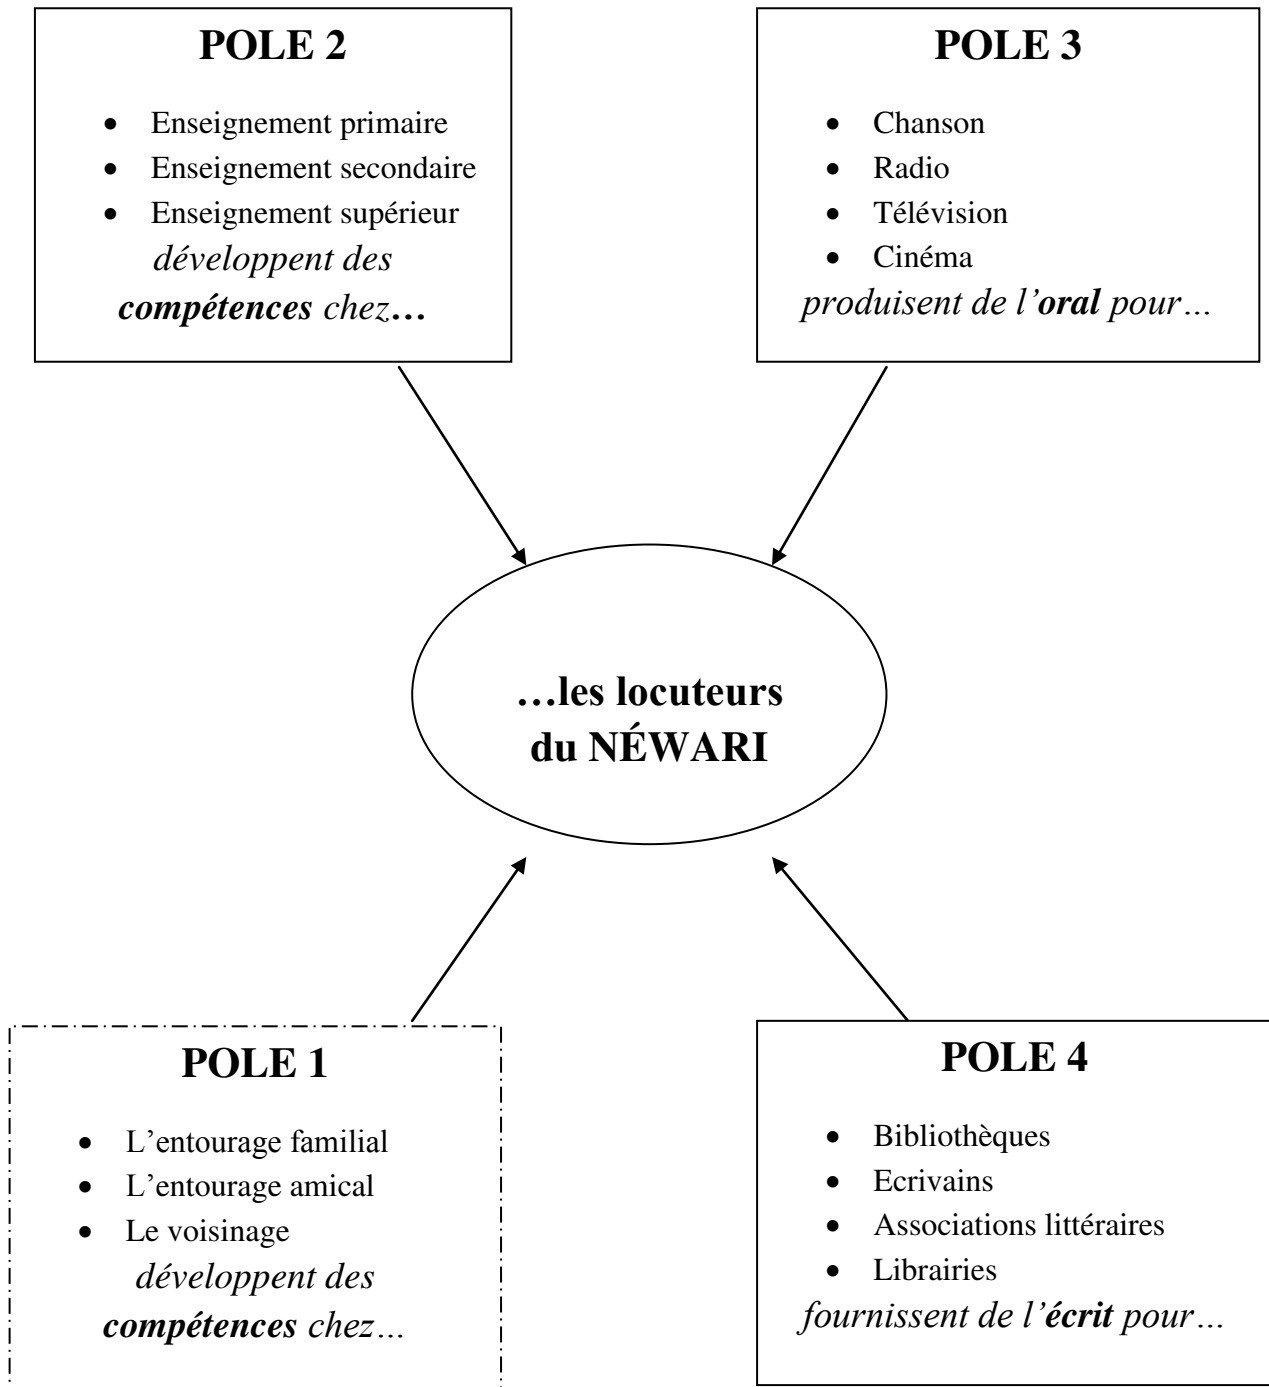 POLE 2
• Enseignement primaire
• Enseignement secondaire
• Enseignement supérieur
développent des
compétences chez…
POLE 3
• Chanson
• Radio
• Télévision
• Cinéma
produisent de l’oral pour…
…les locuteurs
du NÉWARI
POLE 1
• L’entourage familial
• L’entourage amical
• Le voisinage
développent des
compétences chez…
POLE 4
• Bibliothèques
• Ecrivains
• Associations littéraires
• Librairies
fournissent de l’écrit pour…